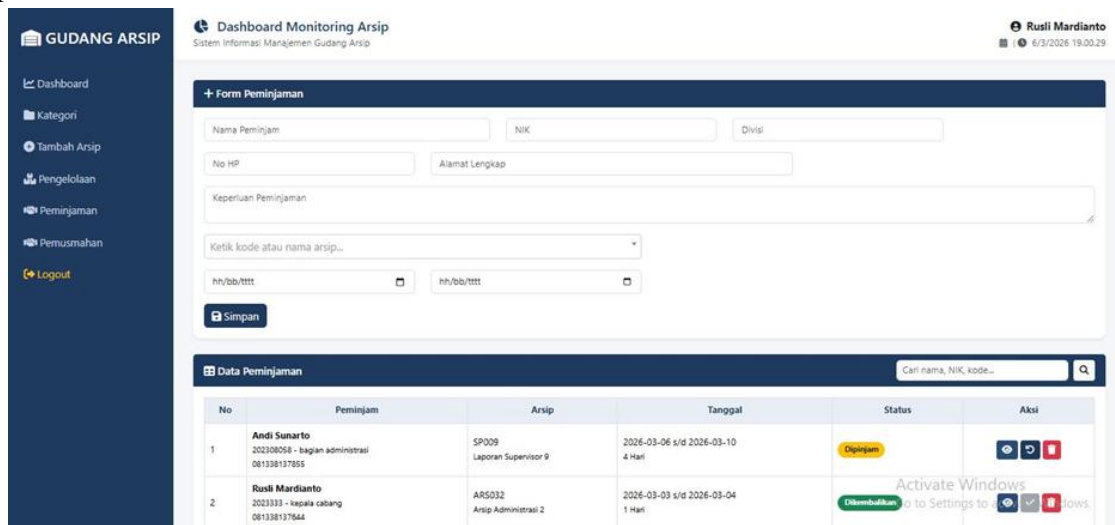 GUDANG ARSIP
Dashboard Monitoring Arsip
Sistem Informasi Manajemen Gudang Arsip
Rusli Mardianto
| 6/3/2026 19.00.29
Dashboard
Kategori
Tambah Arsip
Pengelolaan
Peminjaman
Pemusmahan
Logout
+ Form Peminjaman
Nama Peminjam NIK Divisi
No HP Alamat Lengkap
Keperluan Peminjaman
Ketik kode atau nama arsip...
hh/bb/tttt hh/bb/tttt
Simpan
Data Peminjaman
Cari nama, NIK, kode...
No Peminjam Arsip Tanggal Status Aksi
1
Andi Sunarto
202308058 - bagian administrasi
081338137855
SP009
Laporan Supervisor 9
2026-03-06 s/d 2026-03-10
4 Hari
Dipinjam
2
Rusli Mardianto
2023333 - kepala cabang
081338137644
ARS032
Arsip Administrasi 2
2026-03-03 s/d 2026-03-04
1 Hari
Dikembalikan
Activate Windows
o to Settings to a dows.